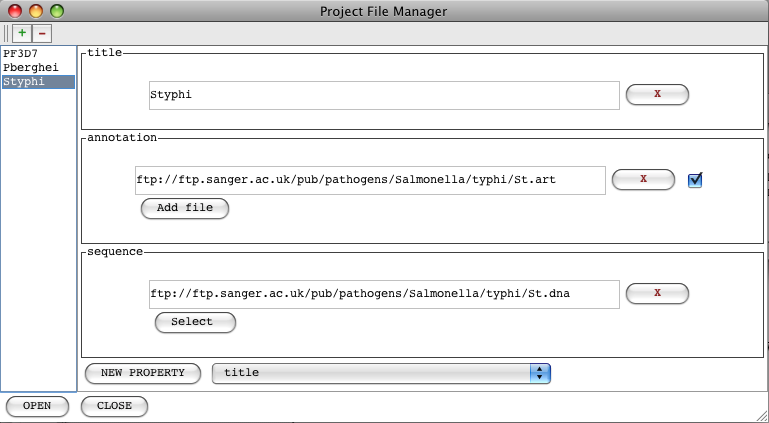 Project File Manager
+ −
PF3D7
Pberghei
Styphi
title
Styphi
X
annotation
ftp://ftp.sanger.ac.uk/pub/pathogens/Salmonella/typhi/St.art
X
Add file
sequence
ftp://ftp.sanger.ac.uk/pub/pathogens/Salmonella/typhi/St.dna
X
Select
NEW PROPERTY
title
OPEN
CLOSE